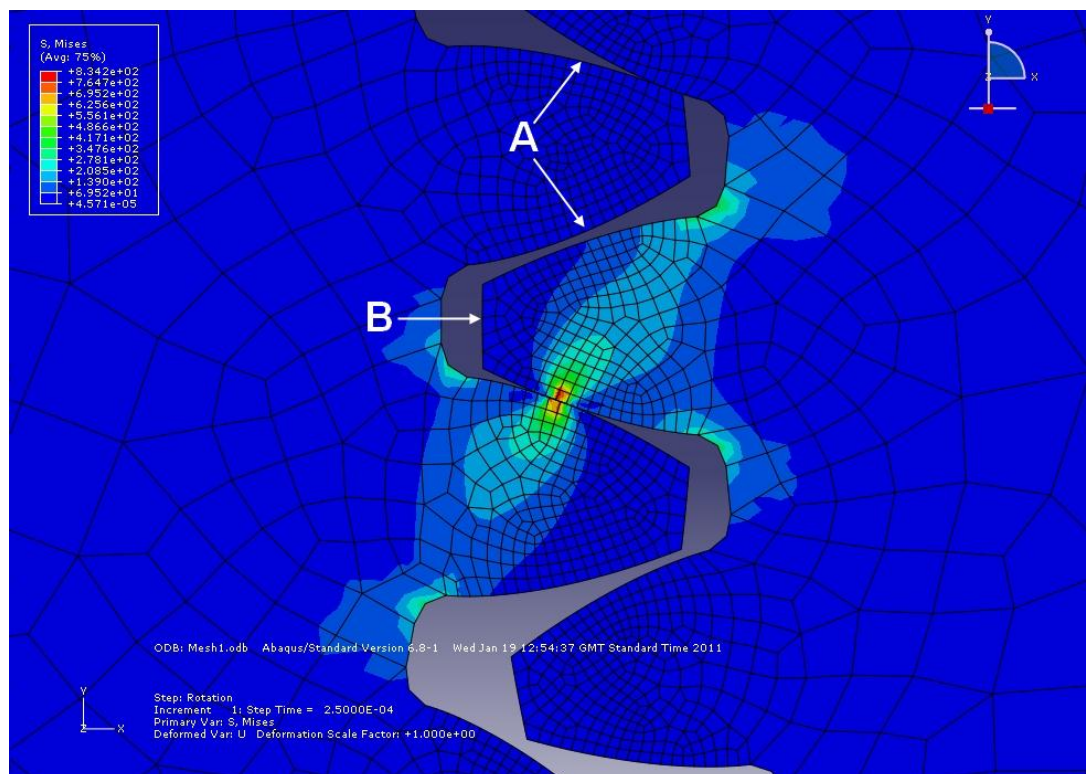 S, Mises
(Avg: 75%)
+8.342e+02
+7.647e+02
+6.952e+02
+6.256e+02
+5.561e+02
+4.866e+02
+4.171e+02
+3.476e+02
+2.781e+02
+2.085e+02
+1.390e+02
+6.952e+01
+4.571e-05
Y
Z X
A
B
ODB: Mesh1.odb Abaqus/Standard Version 6.8-1 Wed Jan 19 12:54:37 GMT Standard Time 2011
Y
Z X
Step: Rotation
Increment 1: Step Time = 2.5000E-04
Primary Var: S, Mises
Deformed Var: U Deformation Scale Factor: +1.000e+00